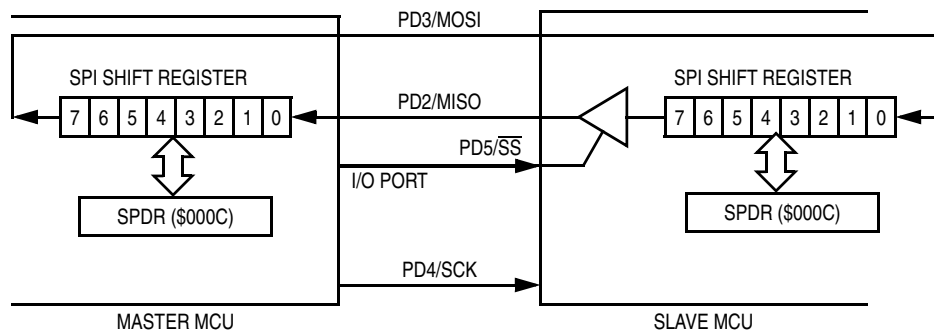 PD3/MOSI
SPI SHIFT REGISTER
SPI SHIFT REGISTER
7 6 5 4 3 2 1 0
PD2/MISO
7 6 5 4 3 2 1 0
PD5/S̅S̅
I/O PORT
SPDR ($000C)
SPDR ($000C)
PD4/SCK
MASTER MCU
SLAVE MCU